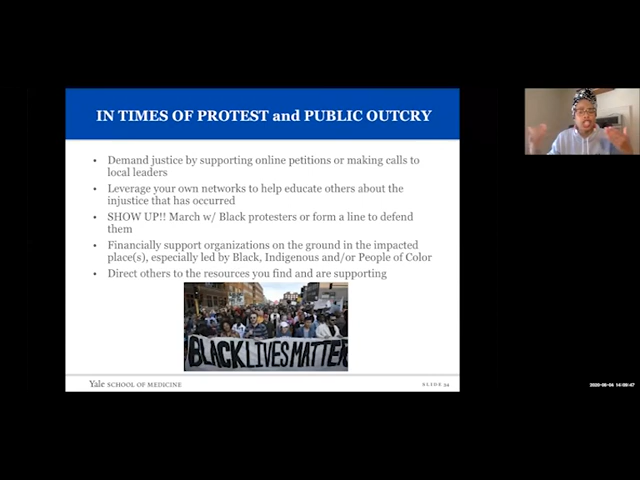 IN TIMES OF PROTEST and PUBLIC OUTCRY
• Demand justice by supporting online petitions or making calls to
local leaders
• Leverage your own networks to help educate others about the
injustice that has occurred
• SHOW UP!! March w/ Black protesters or form a line to defend
them
• Financially support organizations on the ground in the impacted
place(s), especially led by Black, Indigenous and/or People of Color
• Direct others to the resources you find and are supporting
BLACK LIVES MATTER
Yale SCHOOL OF MEDICINE
SLIDE 34
2020-06-04 14:08:47